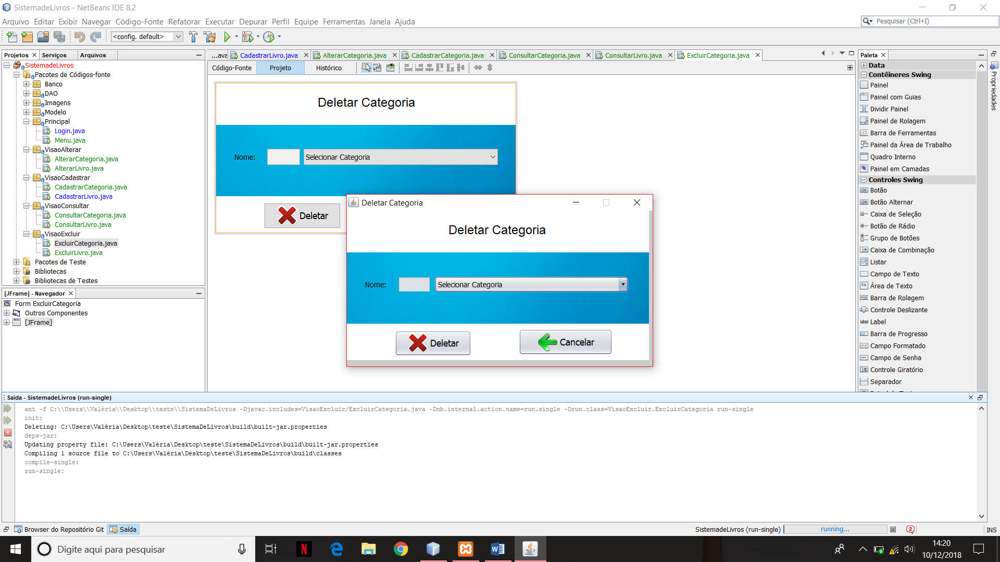 SistemadeLivros - NetBeans IDE 8.2
Arquivo Editar Exibir Navegar Código-Fonte Refatorar Executar Depurar Perfil Equipe Ferramentas Janela Ajuda
Pesquisar (Ctrl+I)
<config. default>
Projetos Serviços Arquivos
...ava CadastrarLivro.java AlterarCategoria.java CadastrarCategoria.java ConsultarCategoria.java ConsultarLivro.java ExcluirCategoria.java
Código-Fonte Projeto Histórico
SistemadeLivros
Pacotes de Códigos-fonte
Banco
DAO
Imagens
Modelo
Principal
Login.java
Menu.java
VisaoAlterar
AlterarCategoria.java
AlterarLivro.java
VisaoCadastrar
CadastrarCategoria.java
CadastrarLivro.java
VisaoConsultar
ConsultarCategoria.java
ConsultarLivro.java
VisaoExcluir
ExcluirCategoria.java
ExcluirLivro.java
Pacotes de Teste
Bibliotecas
Bibliotecas de Testes
[JFrame] - Navegador
Form ExcluirCategoria
Outros Componentes
[JFrame]
Deletar Categoria
Nome: Selecionar Categoria
Deletar
Deletar Categoria
Deletar Categoria
Nome: Selecionar Categoria
Deletar Cancelar
Paleta
Data
Contêineres Swing
Painel
Painel com Guias
Dividir Painel
Painel de Rolagem
Barra de Ferramentas
Painel da Área de Trabalho
Quadro Interno
Painel em Camadas
Controles Swing
Botão
Botão Alternar
Caixa de Seleção
Botão de Rádio
Grupo de Botões
Caixa de Combinação
Listar
Campo de Texto
Área de Texto
Barra de Rolagem
Controle Deslizante
Label
Barra de Progresso
Campo Formatado
Campo de Senha
Controle Giratório
Separador
Propriedades
Saída - SistemadeLivros (run-single)
ant -f C:\\Users\\Valéria\\Desktop\\teste\\SistemaDeLivros -Djavac.includes=VisaoExcluir/ExcluirCategoria.java -Dnb.internal.action.name=run.single -Drun.class=VisaoExcluir.ExcluirCategoria run-single
init:
Deleting: C:\Users\Valéria\Desktop\teste\SistemaDeLivros\build\built-jar.properties
deps-jar:
Updating property file: C:\Users\Valéria\Desktop\teste\SistemaDeLivros\build\built-jar.properties
Compiling 1 source file to C:\Users\Valéria\Desktop\teste\SistemaDeLivros\build\classes
compile-single:
run-single:
Browser do Repositório Git Saída
SistemadeLivros (run-single) running... 2 INS
Digite aqui para pesquisar
14:20
10/12/2018